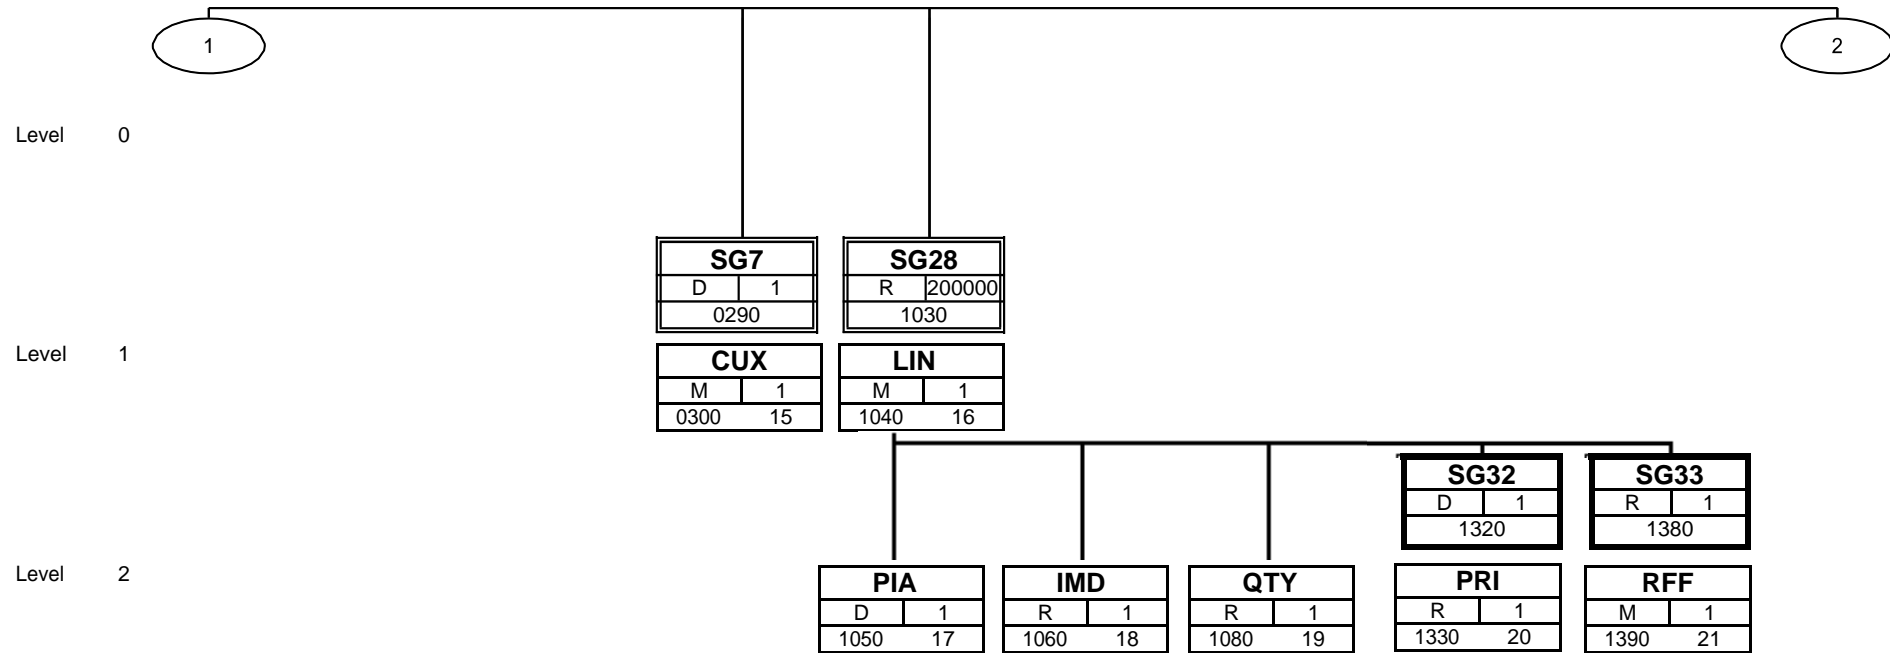 1
2
Level 0
SG7 SG28
D 1 R 200000
0290 1030
Level 1
CUX LIN
M 1 M 1
0300 15 1040 16
SG32 SG33
D 1 R 1
1320 1380
Level 2
PIA IMD QTY PRI RFF
D 1 R 1 R 1 R 1 M 1
1050 17 1060 18 1080 19 1330 20 1390 21